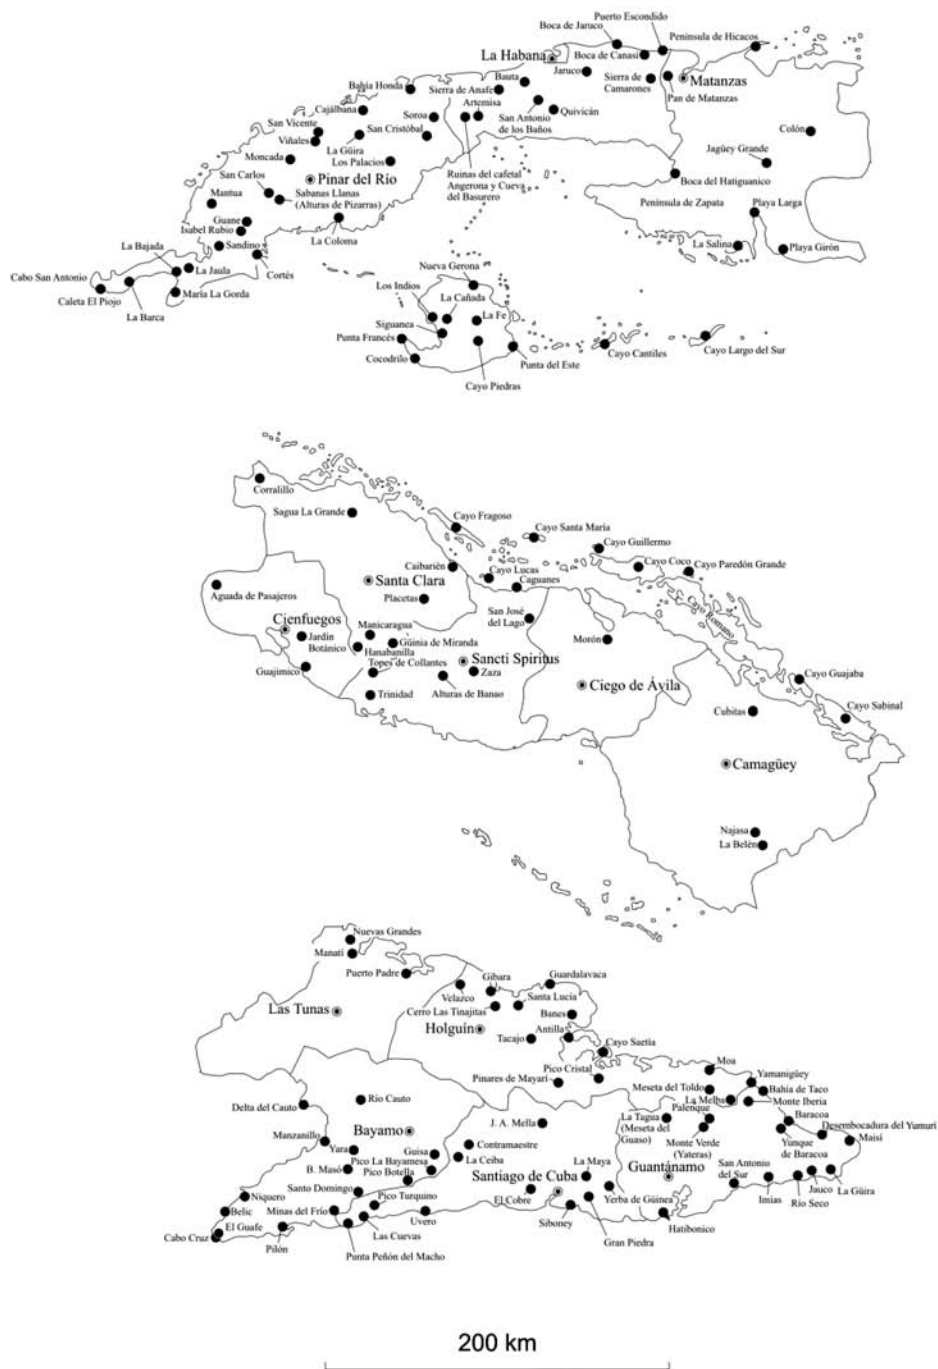 Puerto Escondido
Boca de Jaruco
Península de Hicacos
La Habana
Boca de Canasí
Bauta
Jaruco
Sierra de
Camarones
Matanzas
Pan de Matanzas
Bahía Honda
Sierra de Anafe
Artemisa
Cajálbana
Soroa
San Antonio
de los Baños
Quivicán
San Vicente
San Cristóbal
Viñales
La Güira
Colón
Moncada
Los Palacios
Jagüey Grande
San Carlos
Pinar del Río
Ruinas del cafetal
Angerona y Cueva
del Basurero
Boca del Hatiguanico
Mantua
Sabanas Llanas
(Alturas de Pizarras)
Península de Zapata
Playa Larga
Guane
Isabel Rubio
La Coloma
La Bajada
Sandino
La Salina
Playa Girón
Cabo San Antonio
La Jaula
Cortés
Nueva Gerona
Caleta El Piojo
María La Gorda
La Barca
Los Indios
La Cañada
La Fe
Siguanea
Punta Francés
Cayo Cantiles
Cayo Largo del Sur
Cocodrilo
Punta del Este
Cayo Piedras
Corralillo
Sagua La Grande
Cayo Fragoso
Cayo Santa María
Cayo Guillermo
Caibarién
Cayo Coco
Cayo Paredón Grande
Cayo Lucas
Aguada de Pasajeros
Santa Clara
Caguanes
Placetas
Cayo Romano
San José
del Lago
Cienfuegos
Manicaragua
Jardín
Botánico
Güinia de Miranda
Morón
Hanabanilla
Guajimico
Topes de Collantes
Sancti Spiritus
Zaza
Cayo Guajaba
Alturas de Banao
Ciego de Ávila
Trinidad
Cubitas
Cayo Sabinal
Camagüey
Najasa
La Belén
Nuevas Grandes
Manatí
Puerto Padre
Gibara
Guardalavaca
Velazco
Santa Lucía
Las Tunas
Cerro Las Tinajitas
Banes
Holguín
Antilla
Tacajo
Cayo Saetía
Moa
Pico Cristal
Yamanigüey
Pinares de Mayarí
Meseta del Toldo
Bahía de Taco
La Melba
Monte Iberia
Río Cauto
Delta del Cauto
Palenque
Baracoa
J. A. Mella
La Tagua
(Meseta del
Guaso)
Desembocadura del Yumurí
Bayamo
Manzanillo
Contramaestre
Monte Verde
(Yateras)
Yunque
de Baracoa
Maisí
Yara
Guisa
Pico La Bayamesa
La Ceiba
La Maya
B. Masó
Pico Botella
Santiago de Cuba
Guantánamo
San Antonio
del Sur
Santo Domingo
Jauco
La Güira
Niquero
Pico Turquino
El Cobre
Yerba de Güinea
Imías
Río Seco
Belic
Minas del Frío
El Guafe
Uvero
Siboney
Hatibonico
Cabo Cruz
Las Cuevas
Pilón
Gran Piedra
Punta Peñón del Macho
200 km